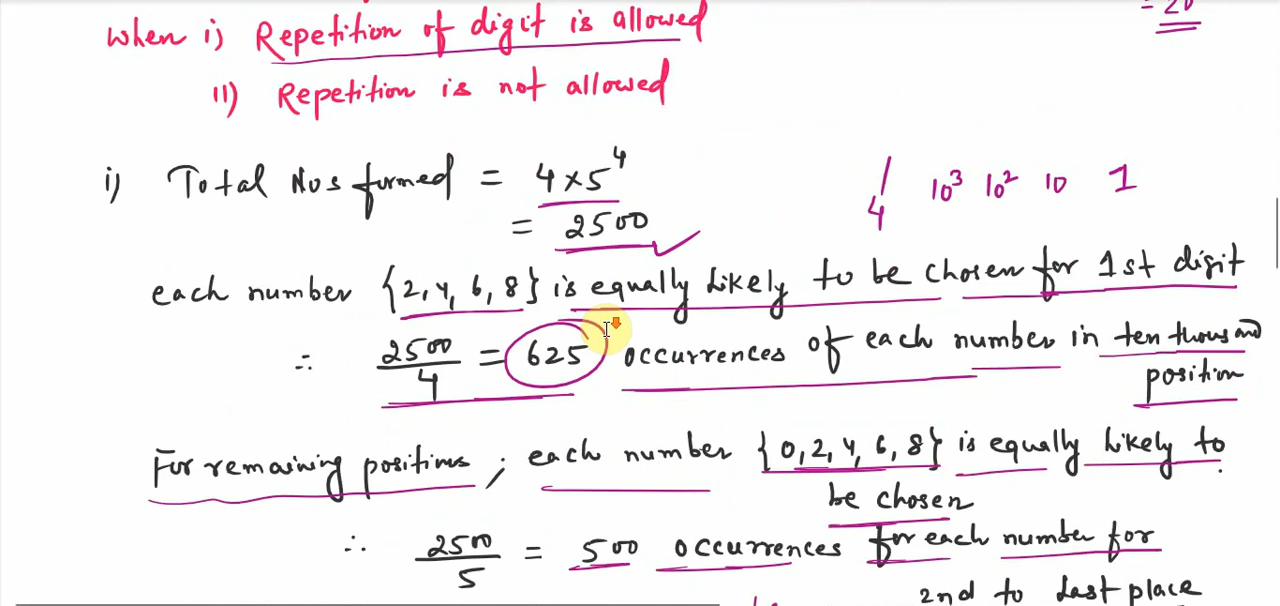 = 20
when i) Repetition of digit is allowed
II) Repetition is not allowed
i) Total Nos formed = 4×5⁴
= 2500
4 10³ 10² 10 1
each number {2,4,6,8} is equally likely to be chosen for 1st digit
∴ 2500/4 = 625 occurrences of each number in ten thousand
position
For remaining positions, each number {0,2,4,6,8} is equally likely to
be chosen
∴ 2500/5 = 500 occurrences for each number for
2nd to last place